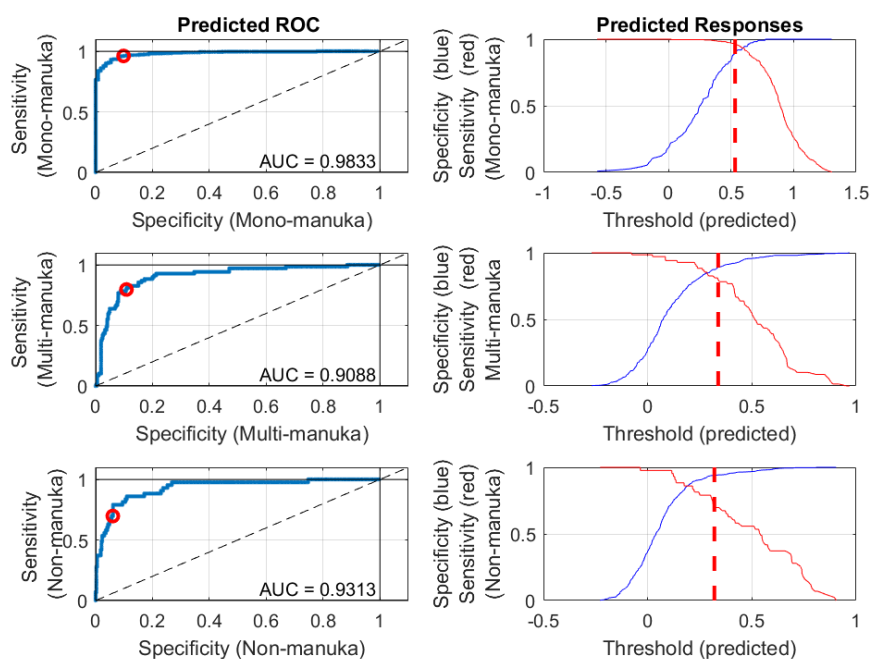 Predicted ROC
Sensitivity
(Mono-manuka)
1
0.5
0
0 0.2 0.4 0.6 0.8 1
AUC = 0.9833
Specificity (Mono-manuka)
Predicted Responses
Specificity (blue)
Sensitivity (red)
(Mono-manuka)
1
0.5
0
-1 -0.5 0 0.5 1 1.5
Threshold (predicted)
Sensitivity
(Multi-manuka)
1
0.5
0
0 0.2 0.4 0.6 0.8 1
AUC = 0.9088
Specificity (Multi-manuka)
Specificity (blue)
Sensitivity (red)
Multi-manuka
1
0.5
0
-0.5 0 0.5 1
Threshold (predicted)
Sensitivity
(Non-manuka)
1
0.5
0
0 0.2 0.4 0.6 0.8 1
AUC = 0.9313
Specificity (Non-manuka)
Specificity (blue)
Sensitivity (red)
(Non-manuka)
1
0.5
0
-0.5 0 0.5 1
Threshold (predicted)